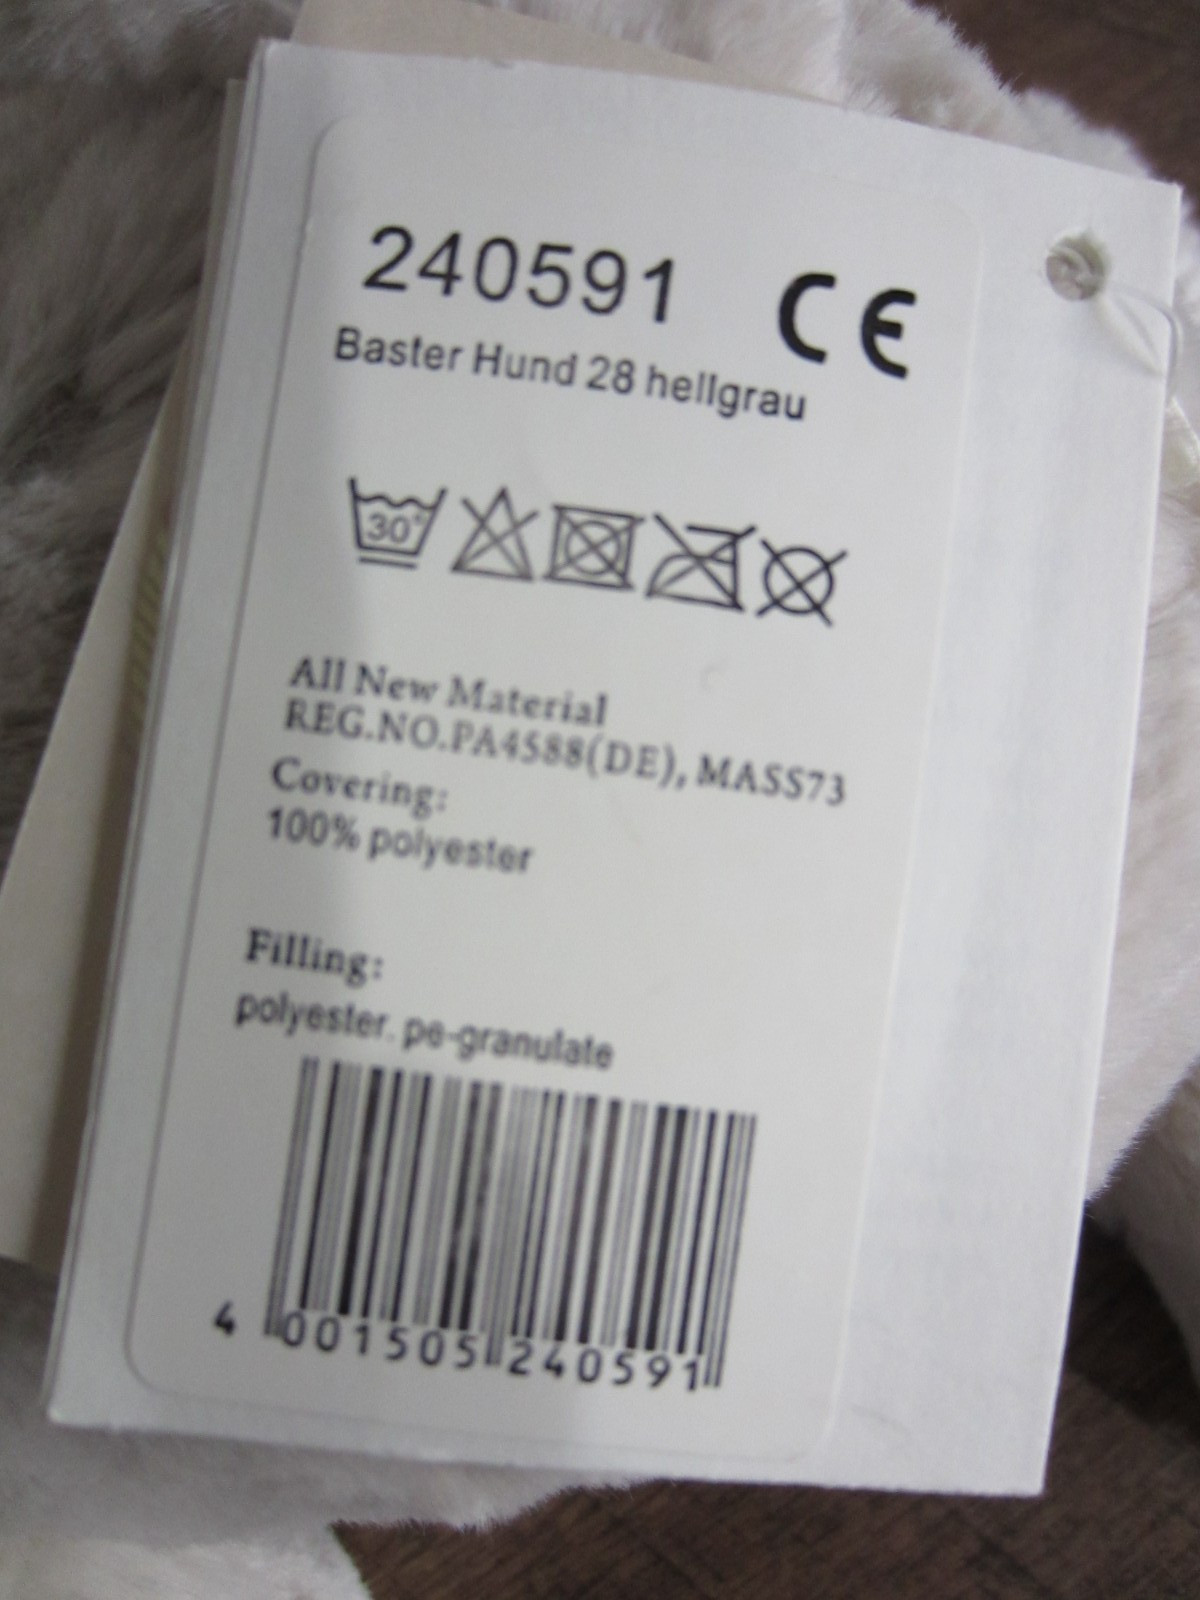 240591 CE
Baster Hund 28 hellgrau
30°
All New Material
REG.NO.PA4588(DE), MASS73
Covering:
100% polyester
Filling:
polyester. pe-granulate
4 001505 240591